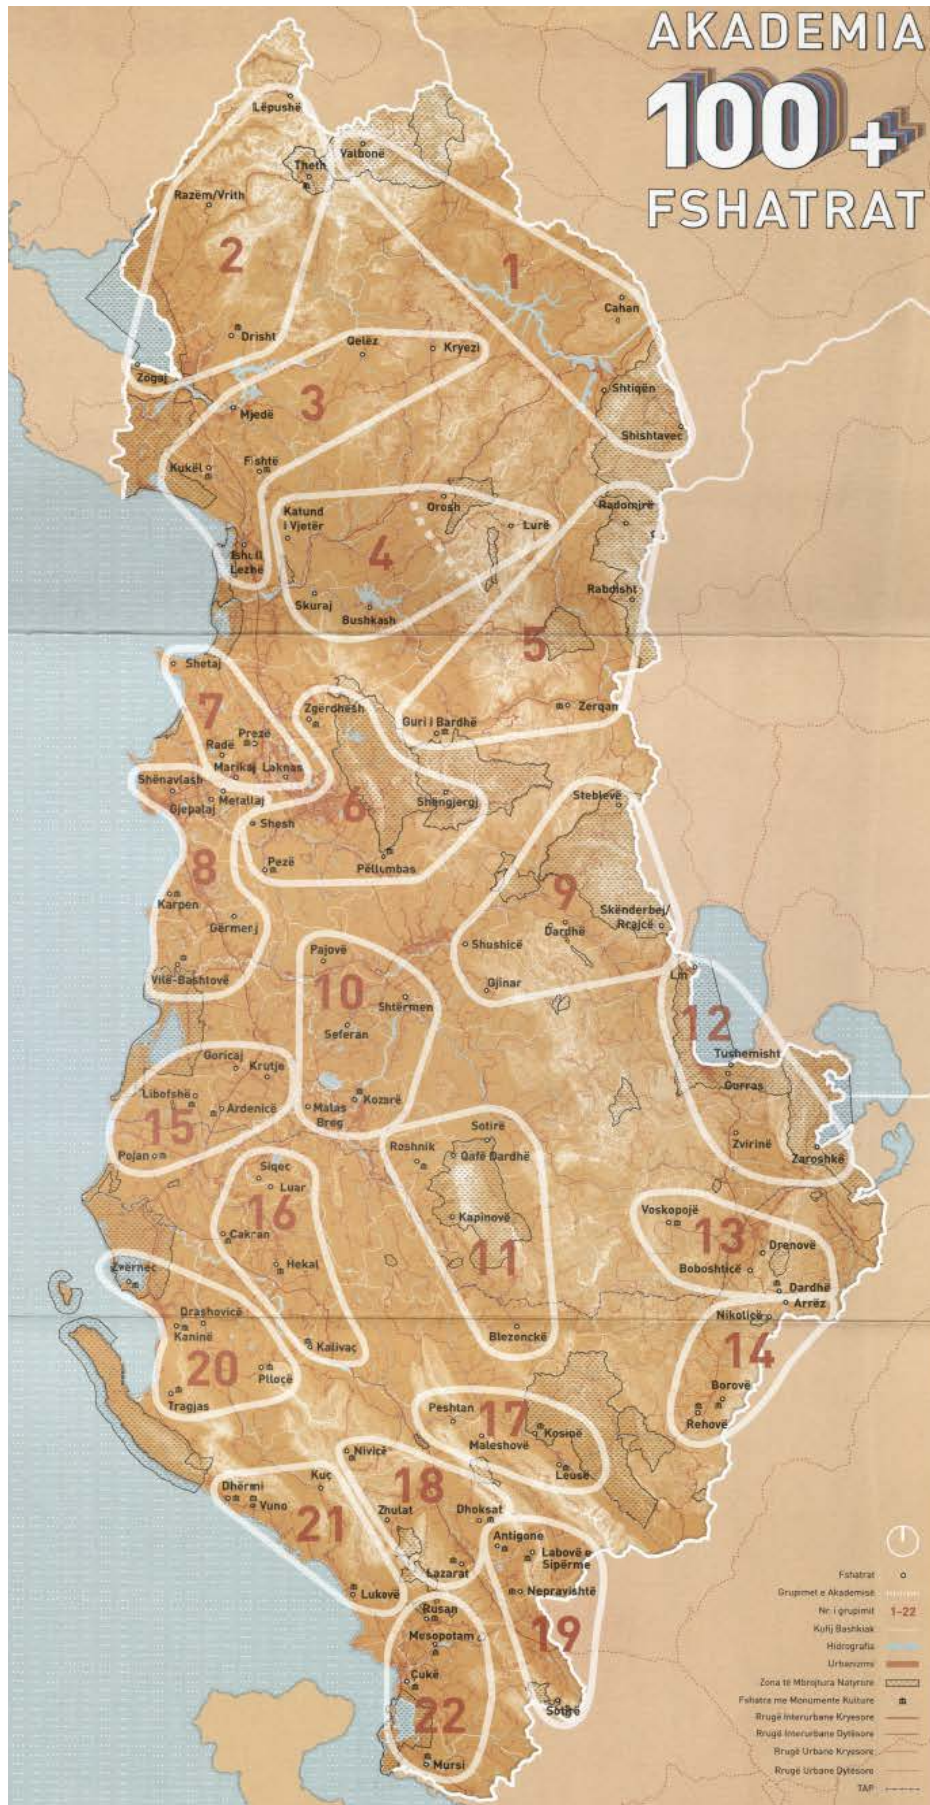 AKADEMIA
100+
FSHATRAT
Lëpushë
Valbonë
Theth
Razëm/Vrith
2
1
Cahan
Drisht
Qelëz
Kryezi
Zogaj
Shtiqën
3
Mjedë
Shishtavec
Kukël
Fishtë
Orosh
Radomirë
Katund
i Vjetër
Lurë
4
Ishull
Lezhë
Rabdisht
Skuraj
Bushkash
5
Shetaj
7
Zgërdhesh
Guri i Bardhë
Zerqan
Prezë
Radë
Marikaj
Laknas
Shënavlash
Metallaj
Gjepalaj
6
Shëngjergj
Steblevë
Shesh
8
Pezë
Pëllumbas
Karpen
9
Skënderbej/
Rrajcë
Gërmenj
Dardhë
Shushicë
Pajovë
Vilë-Bashtovë
Lin
Gjinar
10
Shtërmen
12
Seferan
Goricaj
Krutje
Tushemisht
Gurras
Libofshë
Kozarë
Ardenicë
Malas
Breg
15
Sotirë
Zvirinë
Roshnik
Qafë Dardhë
Pojan
Zaroshkë
Siqec
Luar
16
Voskopojë
Kapinovë
13
Cakran
Drenovë
11
Boboshticë
Hekal
Zvërnec
Dardhë
Arrëz
Drashovicë
Nikolicë
Kaninë
Blezenckë
Kalivaç
14
20
Plloçë
Borovë
Tragjas
Peshtan
Rehovë
17
Kosinë
Maleshovë
Nivicë
Leusë
Kuç
18
Dhërmi
Vuno
21
Zhulat
Dhoksat
Antigone
Labovë e
Sipërme
Lazarat
Lukovë
Nepravishtë
Rusan
19
Mesopotam
Çukë
22
Sotirë
Mursi
Fshatrat
Grupimet e Akademisë
Nr. i grupimit
1-22
Kufij Bashkiak
Hidrografia
Urbanizmi
Zona të Mbrojtura Natyrore
Fshatra me Monumente Kulture
Rrugë Interurbane Kryesore
Rrugë Interurbane Dytësore
Rrugë Urbane Kryesore
Rrugë Urbane Dytësore
TAP